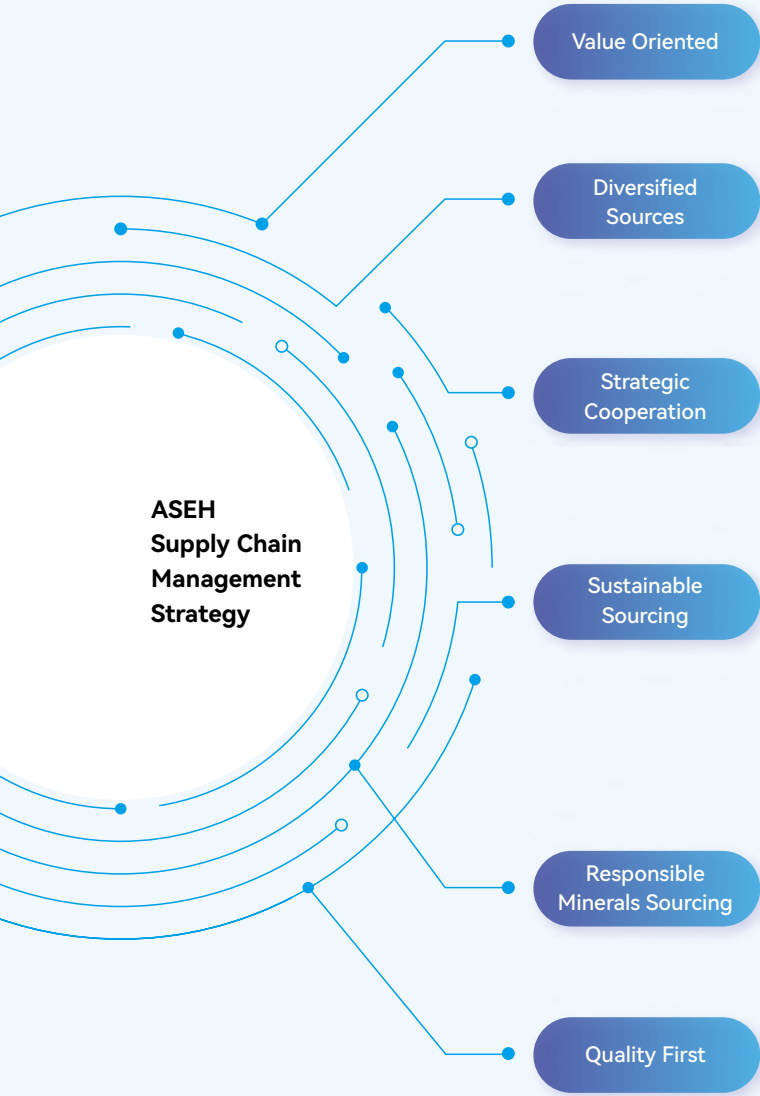 Value Oriented
Diversified
Sources
Strategic
Cooperation
ASEH
Supply Chain
Management
Strategy
Sustainable
Sourcing
Responsible
Minerals Sourcing
Quality First